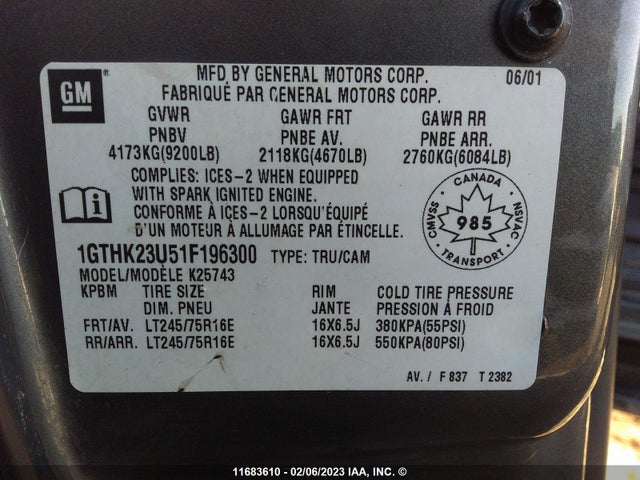 GM
MFD BY GENERAL MOTORS CORP. 06/01
FABRIQUÉ PAR GENERAL MOTORS CORP.
GVWR GAWR FRT GAWR RR
PNBV PNBE AV. PNBE ARR.
4173KG(9200LB) 2118KG(4670LB) 2760KG(6084LB)
COMPLIES: ICES-2 WHEN EQUIPPED
WITH SPARK IGNITED ENGINE.
CONFORME À ICES-2 LORSQU'ÉQUIPÉ
D'UN MOTEUR À ALLUMAGE PAR ÉTINCELLE.
CANADA
CMVSS 985 NSVAC
TRANSPORT
1GTHK23U51F196300 TYPE: TRU/CAM
MODEL/MODÈLE K25743
KPBM TIRE SIZE RIM COLD TIRE PRESSURE
DIM. PNEU JANTE PRESSION À FROID
FRT/AV. LT245/75R16E 16X6.5J 380KPA(55PSI)
RR/ARR. LT245/75R16E 16X6.5J 550KPA(80PSI)
AV. / F 837 T 2382
11683610 - 02/06/2023 IAA, INC. ©